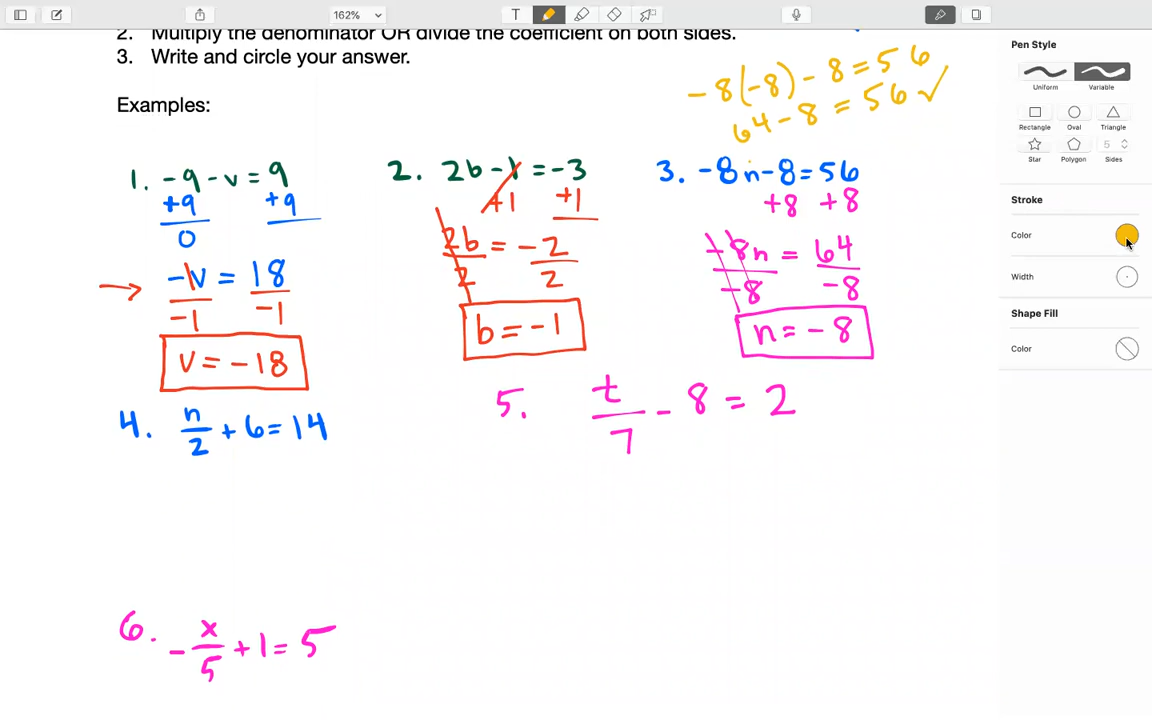 162%
T
2. Multiply the denominator OR divide the coefficient on both sides.
3. Write and circle your answer.
Examples:
-8(-8) - 8 = 56
64 - 8 = 56 ✓
1. -9 - v = 9
+9 +9
0
-1v = 18
-1 -1
v = -18
2. 2b - 1 = -3
+1 +1
2b = -2
2 2
b = -1
3. -8n - 8 = 56
+8 +8
-8n = 64
-8 -8
n = -8
4. n/2 + 6 = 14
5. t/7 - 8 = 2
6. -x/5 + 1 = 5
Pen Style
Uniform Variable
Rectangle Oval Triangle
5
Star Polygon Sides
Stroke
Color
Width
Shape Fill
Color